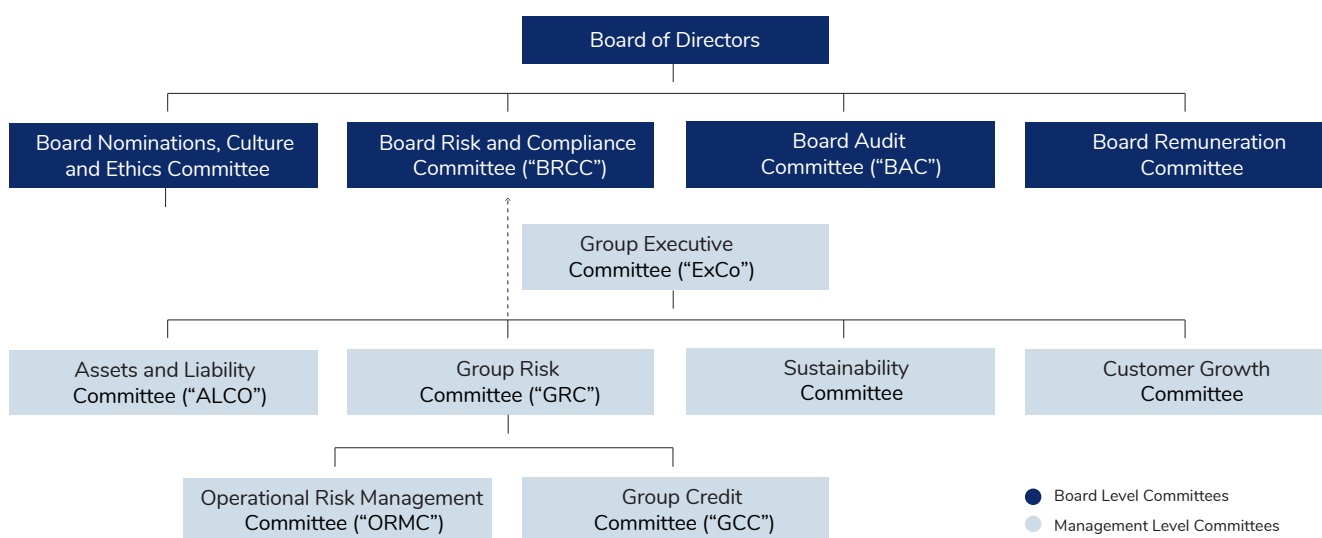 Board of Directors
Board Nominations, Culture
and Ethics Committee
Board Risk and Compliance
Committee (“BRCC”)
Board Audit
Committee (“BAC”)
Board Remuneration
Committee
Group Executive
Committee (“ExCo”)
Assets and Liability
Committee (“ALCO”)
Group Risk
Committee (“GRC”)
Sustainability
Committee
Customer Growth
Committee
Operational Risk Management
Committee (“ORMC”)
Group Credit
Committee (“GCC”)
Board Level Committees
Management Level Committees